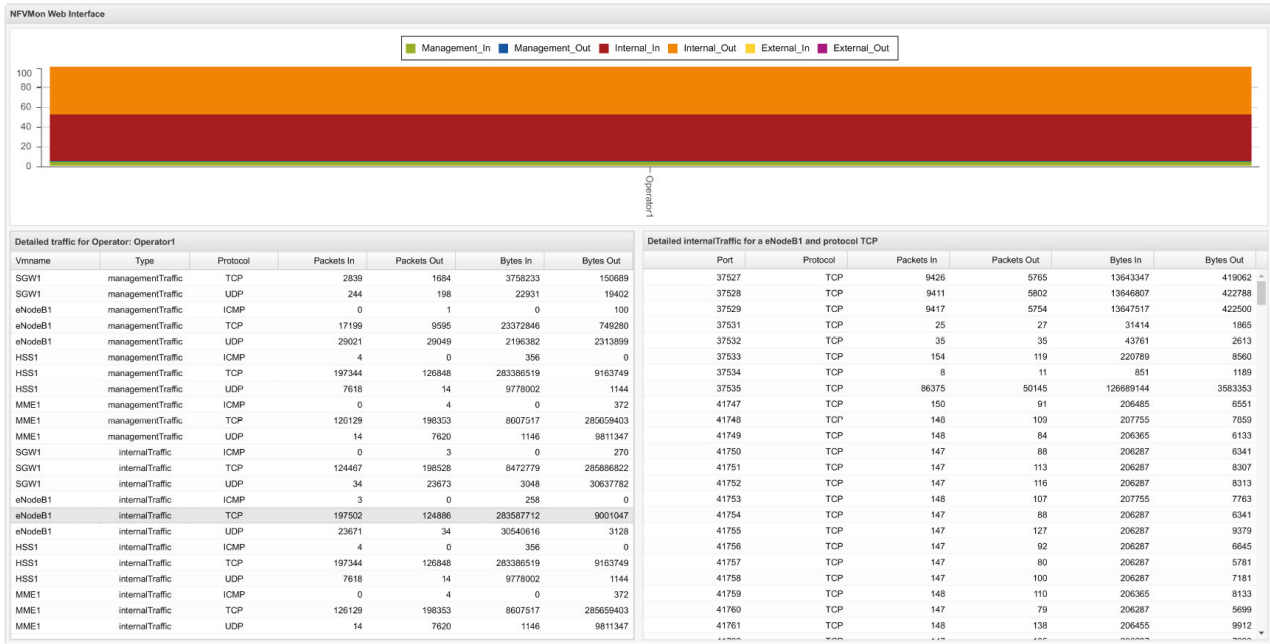 NFVMon Web Interface
Management_In Management_Out Internal_In Internal_Out External_In External_Out
100
80
60
40
20
0
Operator1
Detailed traffic for Operator: Operator1
Vmname Type Protocol Packets In Packets Out Bytes In Bytes Out
SGW1 managementTraffic TCP 2839 1684 3758233 150689
SGW1 managementTraffic UDP 244 198 22931 19402
eNodeB1 managementTraffic ICMP 0 1 0 100
eNodeB1 managementTraffic TCP 17199 9595 23372846 749280
eNodeB1 managementTraffic UDP 29021 29049 2196382 2313899
HSS1 managementTraffic ICMP 4 0 356 0
HSS1 managementTraffic TCP 197344 126848 283386519 9163749
HSS1 managementTraffic UDP 7618 14 9778002 1144
MME1 managementTraffic ICMP 0 4 0 372
MME1 managementTraffic TCP 126129 198353 8607517 285659403
MME1 managementTraffic UDP 14 7620 1146 9811347
SGW1 internalTraffic ICMP 0 3 0 270
SGW1 internalTraffic TCP 124467 198528 8472779 285886822
SGW1 internalTraffic UDP 34 23673 3048 30637782
eNodeB1 internalTraffic ICMP 3 0 258 0
eNodeB1 internalTraffic TCP 197502 124886 283587712 9001047
eNodeB1 internalTraffic UDP 23671 34 30540616 3128
HSS1 internalTraffic ICMP 4 0 356 0
HSS1 internalTraffic TCP 197344 126848 283386519 9163749
HSS1 internalTraffic UDP 7618 14 9778002 1144
MME1 internalTraffic ICMP 0 4 0 372
MME1 internalTraffic TCP 126129 198353 8607517 285659403
MME1 internalTraffic UDP 14 7620 1146 9811347
Detailed internalTraffic for a eNodeB1 and protocol TCP
Port Protocol Packets In Packets Out Bytes In Bytes Out
37527 TCP 9426 5765 13643347 419062
37528 TCP 9411 5802 13646807 422788
37529 TCP 9417 5754 13647517 422500
37531 TCP 25 27 31414 1865
37532 TCP 35 35 43761 2613
37533 TCP 154 119 220789 8560
37534 TCP 8 11 851 1189
37535 TCP 86375 50145 126689144 3583353
41747 TCP 150 91 206485 6551
41748 TCP 148 109 207755 7859
41749 TCP 148 84 206365 6133
41750 TCP 147 88 206287 6341
41751 TCP 147 113 206287 8307
41752 TCP 147 116 206287 8313
41753 TCP 148 107 207755 7763
41754 TCP 147 88 206287 6341
41755 TCP 147 127 206287 9379
41756 TCP 147 92 206287 6645
41757 TCP 147 80 206287 5781
41758 TCP 147 100 206287 7181
41759 TCP 148 110 206365 8133
41760 TCP 147 79 206287 5699
41761 TCP 148 138 206455 9912